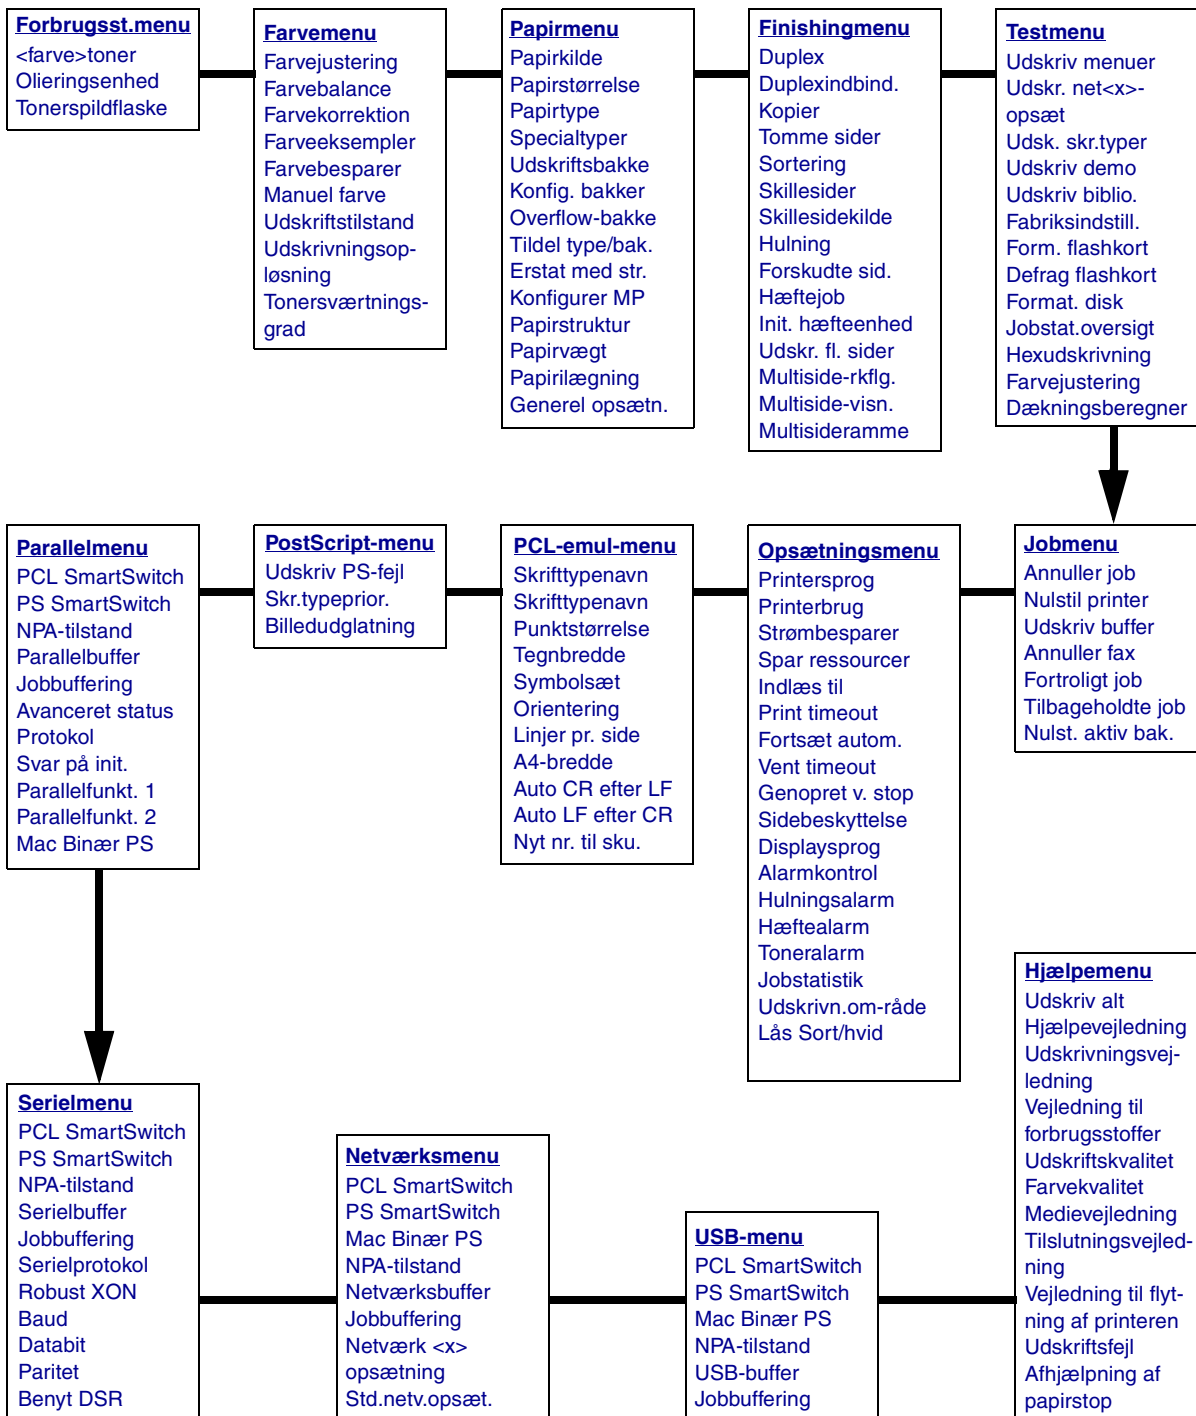 Forbrugsst.menu
<farve>toner
Olieringsenhed
Tonerspildflaske
Farvemenu
Farvejustering
Farvebalance
Farvekorrektion
Farveeksempler
Farvebesparer
Manuel farve
Udskriftstilstand
Udskrivningsop-
løsning
Tonersværtnings-
grad
Papirmenu
Papirkilde
Papirstørrelse
Papirtype
Specialtyper
Udskriftsbakke
Konfig. bakker
Overflow-bakke
Tildel type/bak.
Erstat med str.
Konfigurer MP
Papirstruktur
Papirvægt
Papirilægning
Generel opsætn.
Finishingmenu
Duplex
Duplexindbind.
Kopier
Tomme sider
Sortering
Skillesider
Skillesidekilde
Hulning
Forskudte sid.
Hæftejob
Init. hæfteenhed
Udskr. fl. sider
Multiside-rkflg.
Multiside-visn.
Multisideramme
Testmenu
Udskriv menuer
Udskr. net<x>-
opsæt
Udsk. skr.typer
Udskriv demo
Udskriv biblio.
Fabriksindstill.
Form. flashkort
Defrag flashkort
Format. disk
Jobstat.oversigt
Hexudskrivning
Farvejustering
Dækningsberegner
Parallelmenu
PCL SmartSwitch
PS SmartSwitch
NPA-tilstand
Parallelbuffer
Jobbuffering
Avanceret status
Protokol
Svar på init.
Parallelfunkt. 1
Parallelfunkt. 2
Mac Binær PS
PostScript-menu
Udskriv PS-fejl
Skr.typeprior.
Billedudglatning
PCL-emul-menu
Skrifttypenavn
Skrifttypenavn
Punktstørrelse
Tegnbredde
Symbolsæt
Orientering
Linjer pr. side
A4-bredde
Auto CR efter LF
Auto LF efter CR
Nyt nr. til sku.
Opsætningsmenu
Printersprog
Printerbrug
Strømbesparer
Spar ressourcer
Indlæs til
Print timeout
Fortsæt autom.
Vent timeout
Genopret v. stop
Sidebeskyttelse
Displaysprog
Alarmkontrol
Hulningsalarm
Hæftealarm
Toneralarm
Jobstatistik
Udskrivn.om-råde
Lås Sort/hvid
Jobmenu
Annuller job
Nulstil printer
Udskriv buffer
Annuller fax
Fortroligt job
Tilbageholdte job
Nulst. aktiv bak.
Serielmenu
PCL SmartSwitch
PS SmartSwitch
NPA-tilstand
Serielbuffer
Jobbuffering
Serielprotokol
Robust XON
Baud
Databit
Paritet
Benyt DSR
Netværksmenu
PCL SmartSwitch
PS SmartSwitch
Mac Binær PS
NPA-tilstand
Netværksbuffer
Jobbuffering
Netværk <x>
opsætning
Std.netv.opsæt.
USB-menu
PCL SmartSwitch
PS SmartSwitch
Mac Binær PS
NPA-tilstand
USB-buffer
Jobbuffering
Hjælpemenu
Udskriv alt
Hjælpevejledning
Udskrivningsvej-
ledning
Vejledning til
forbrugsstoffer
Udskriftskvalitet
Farvekvalitet
Medievejledning
Tilslutningsvejled-
ning
Vejledning til flyt-
ning af printeren
Udskriftsfejl
Afhjælpning af
papirstop